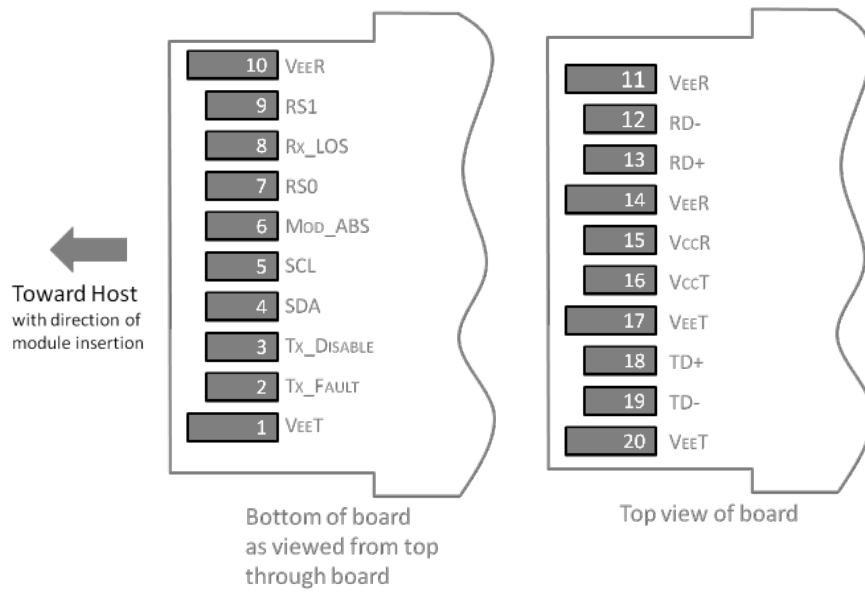 10 VEER
9 RS1
8 RX_LOS
7 RS0
6 MOD_ABS
5 SCL
4 SDA
3 TX_DISABLE
2 TX_FAULT
1 VEET
Toward Host
with direction of
module insertion
Bottom of board
as viewed from top
through board
11 VEER
12 RD-
13 RD+
14 VEER
15 VCCR
16 VCCT
17 VEET
18 TD+
19 TD-
20 VEET
Top view of board